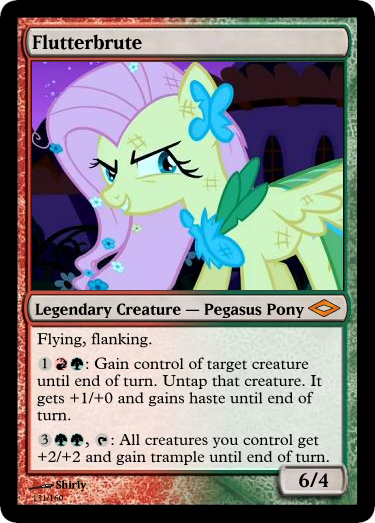 Flutterbrute
Legendary Creature — Pegasus Pony
Flying, flanking.
1: Gain control of target creature
until end of turn. Untap that creature. It
gets +1/+0 and gains haste until end of
turn.
3, : All creatures you control get
+2/+2 and gain trample until end of turn.
Shirly
131/160
6/4